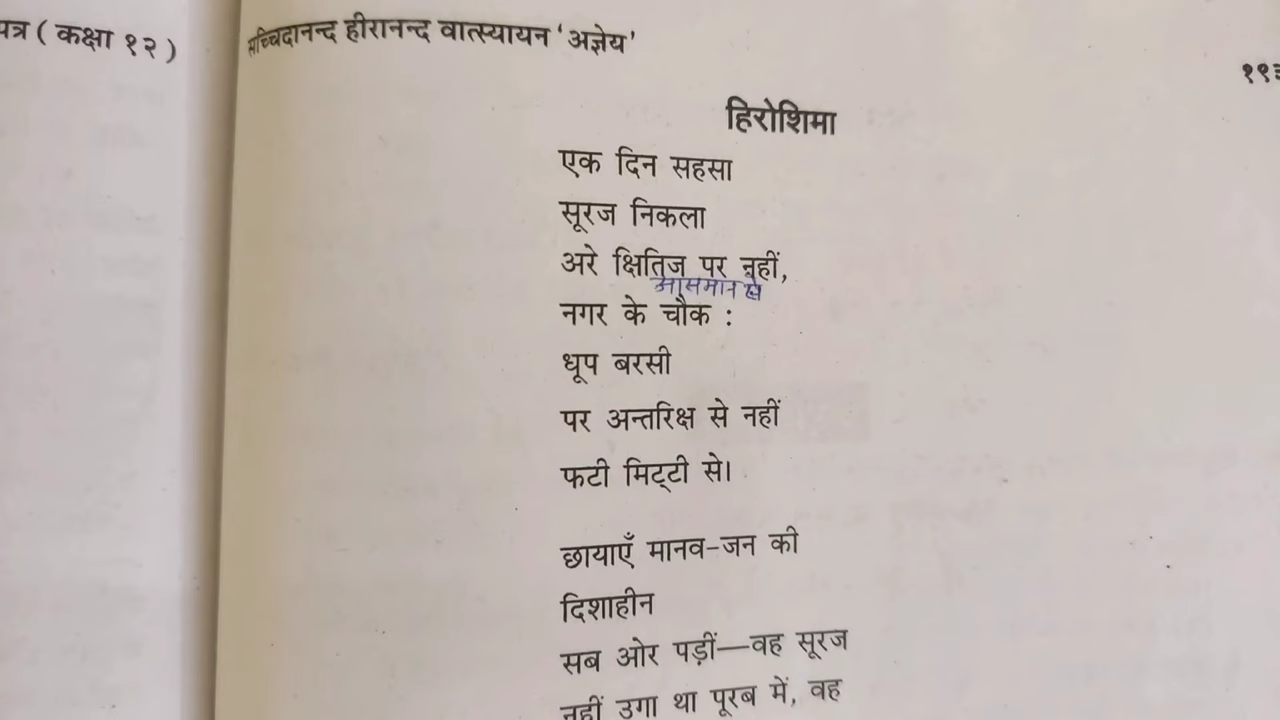 पत्र ( कक्षा १२ )
सच्चिदानन्द हीरानन्द वात्स्यायन ‘अज्ञेय’
१९३
हिरोशिमा
एक दिन सहसा
सूरज निकला
अरे क्षितिज पर नहीं,
आसमान से
नगर के चौक :
धूप बरसी
पर अन्तरिक्ष से नहीं
फटी मिट्टी से।
छायाएँ मानव-जन की
दिशाहीन
सब ओर पड़ीं—वह सूरज
नहीं उगा था पूरब में, वह